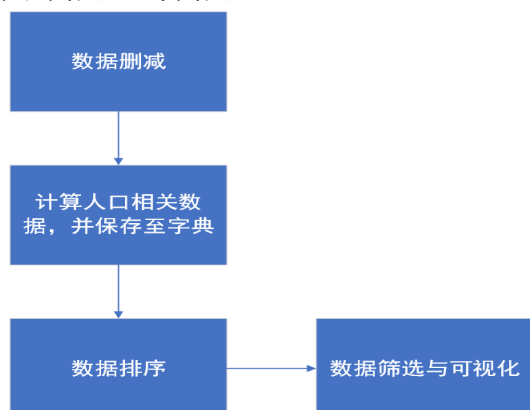 数据删减
计算人口相关数
据，并保存至字典
数据排序
数据筛选与可视化